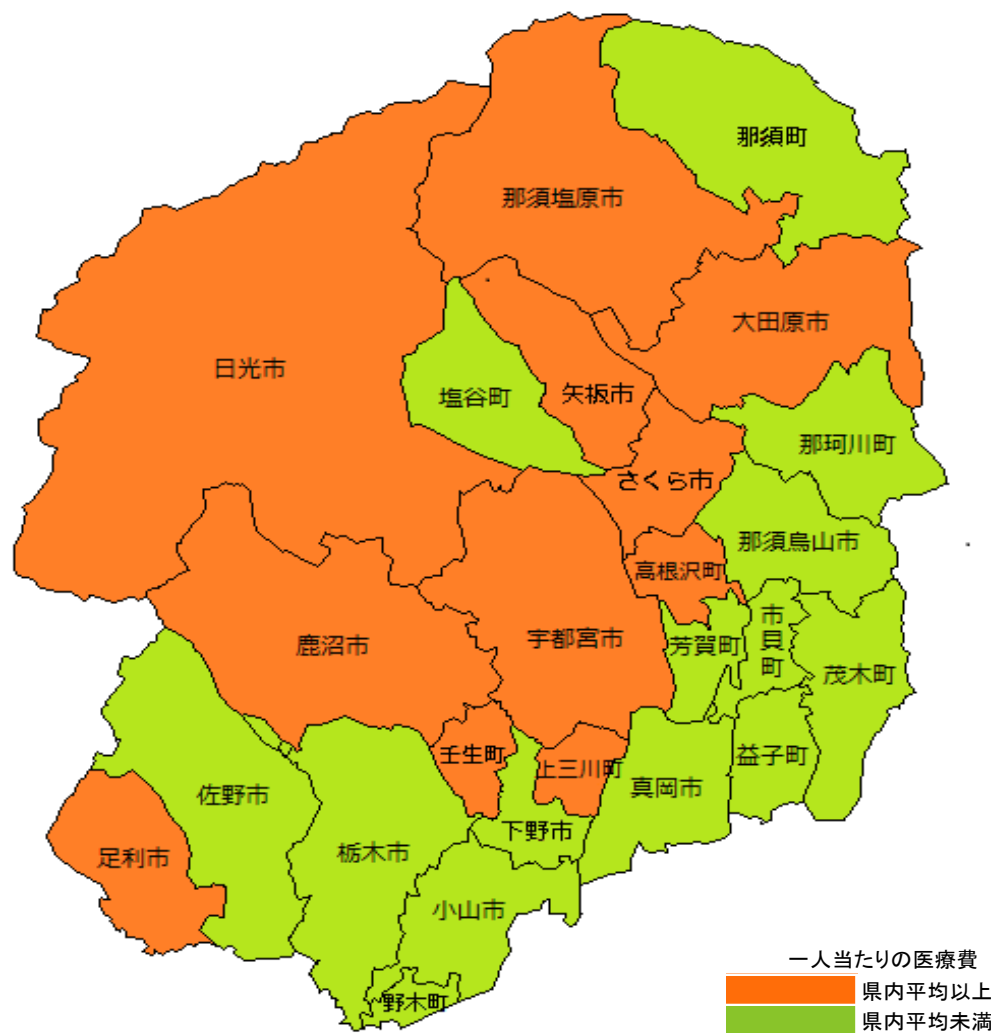 那須町
那須塩原市
大田原市
日光市
塩谷町
矢板市
那珂川町
さくら市
那須烏山市
高根沢町
市貝町
鹿沼市
宇都宮市
芳賀町
茂木町
壬生町
上三川町
益子町
真岡市
佐野市
下野市
足利市
栃木市
小山市
野木町
一人当たりの医療費
県内平均以上
県内平均未満